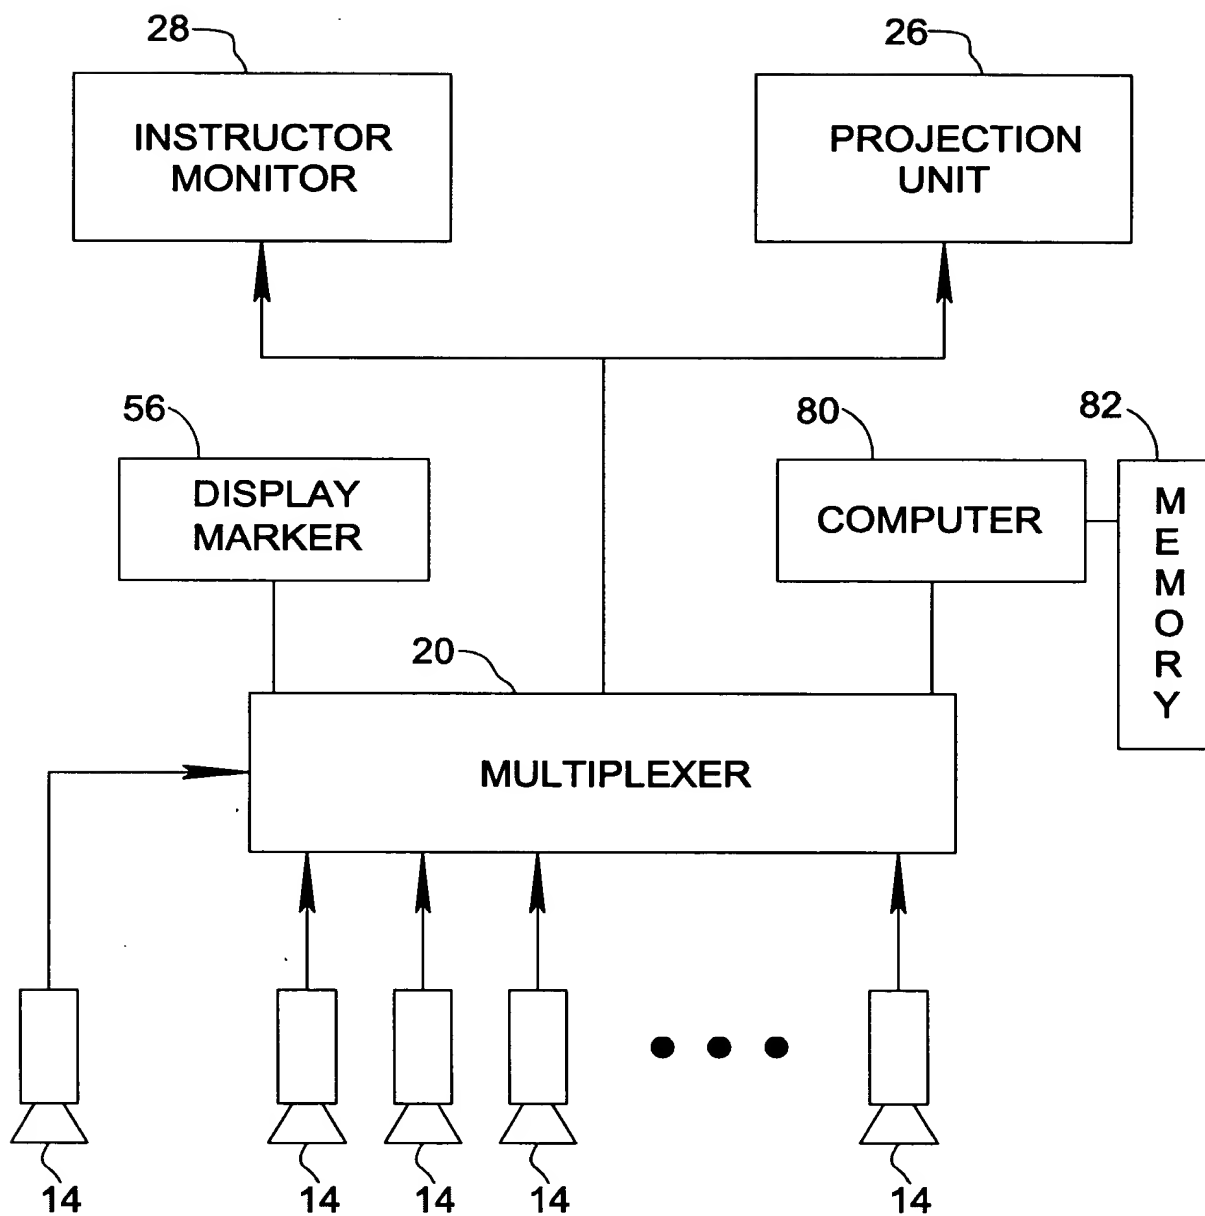 28
26
INSTRUCTOR
MONITOR
PROJECTION
UNIT
56
80
82
DISPLAY
MARKER
COMPUTER
MEMORY
20
MULTIPLEXER
14
14
14
14
14